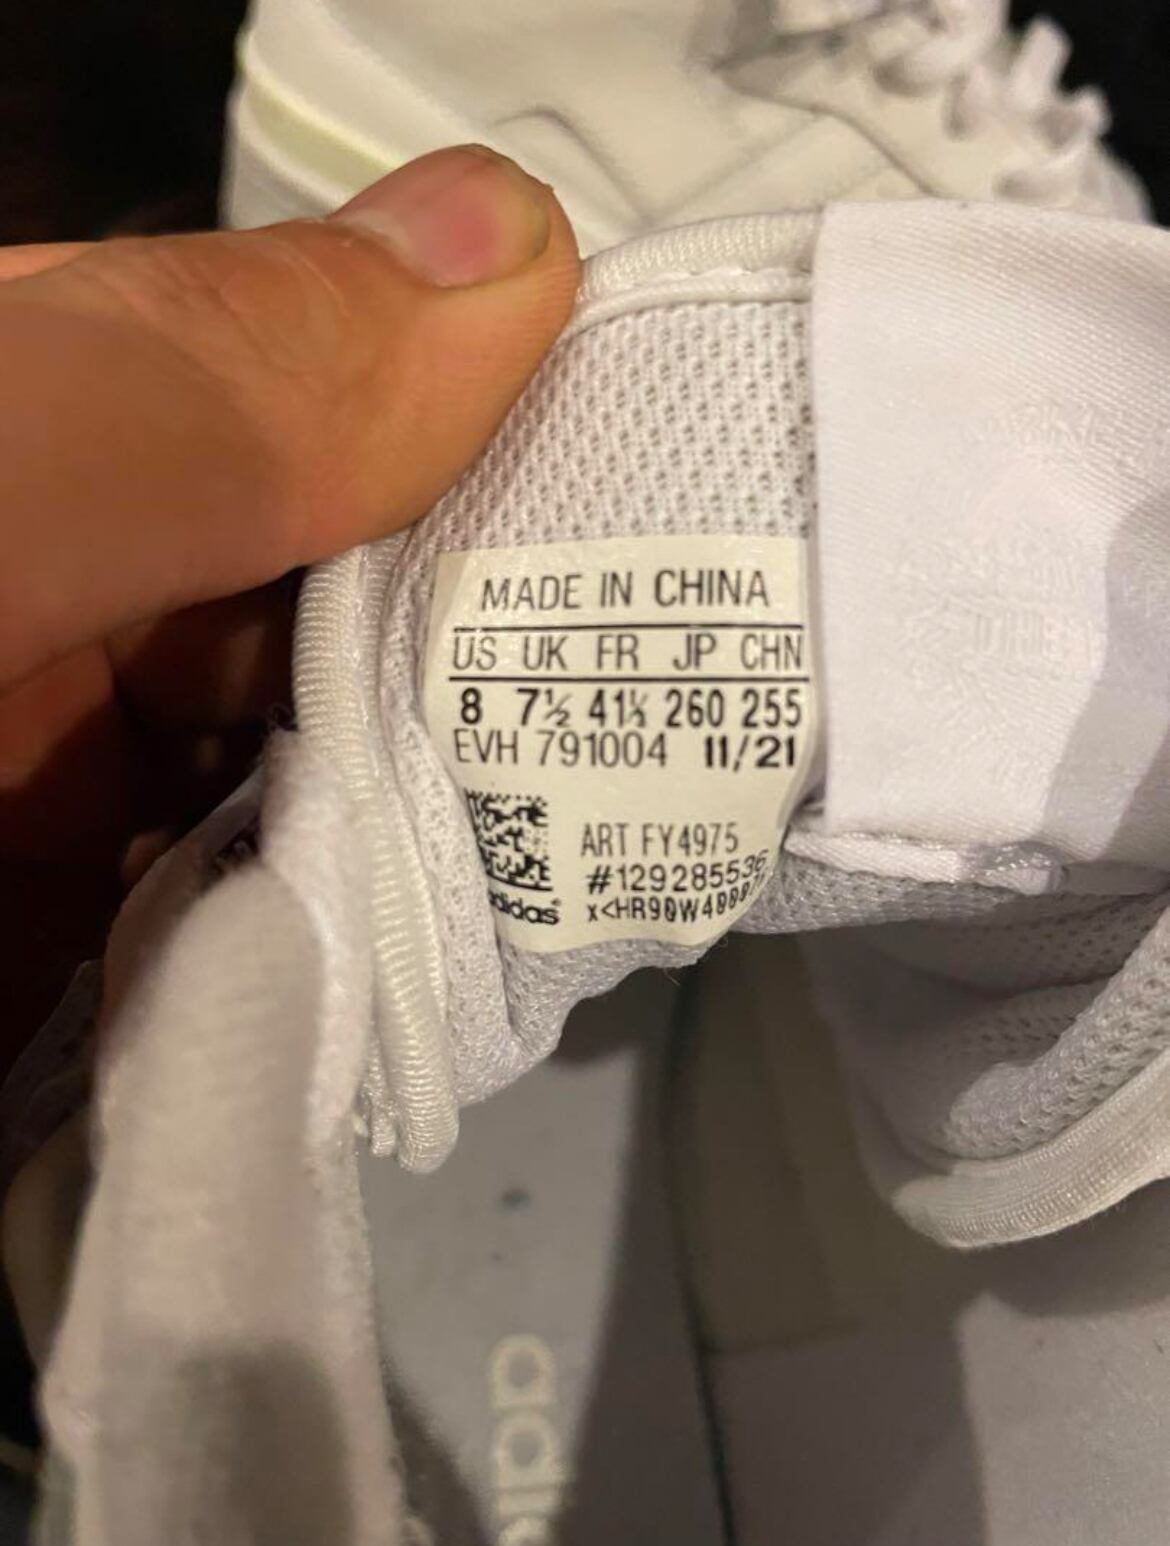 MADE IN CHINA
US UK FR JP CHN
8 7½ 41⅓ 260 255
EVH 791004 11/21
ART FY4975
#129285536
adidas